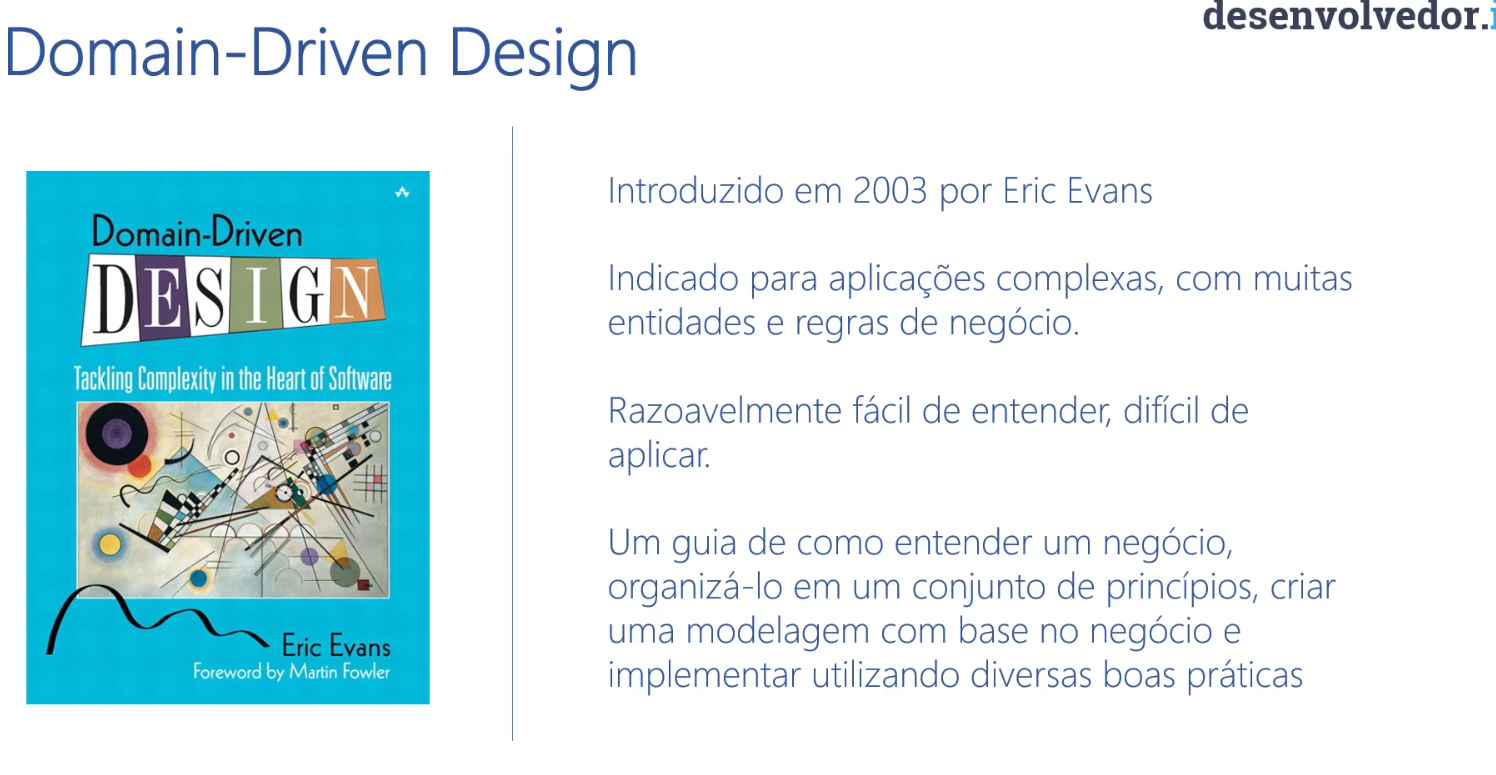 desenvolvedor.i
Domain-Driven Design
Domain-Driven
DESIGN
Tackling Complexity in the Heart of Software
Eric Evans
Foreword by Martin Fowler
Introduzido em 2003 por Eric Evans
Indicado para aplicações complexas, com muitas
entidades e regras de negócio.
Razoavelmente fácil de entender, difícil de
aplicar.
Um guia de como entender um negócio,
organizá-lo em um conjunto de princípios, criar
uma modelagem com base no negócio e
implementar utilizando diversas boas práticas